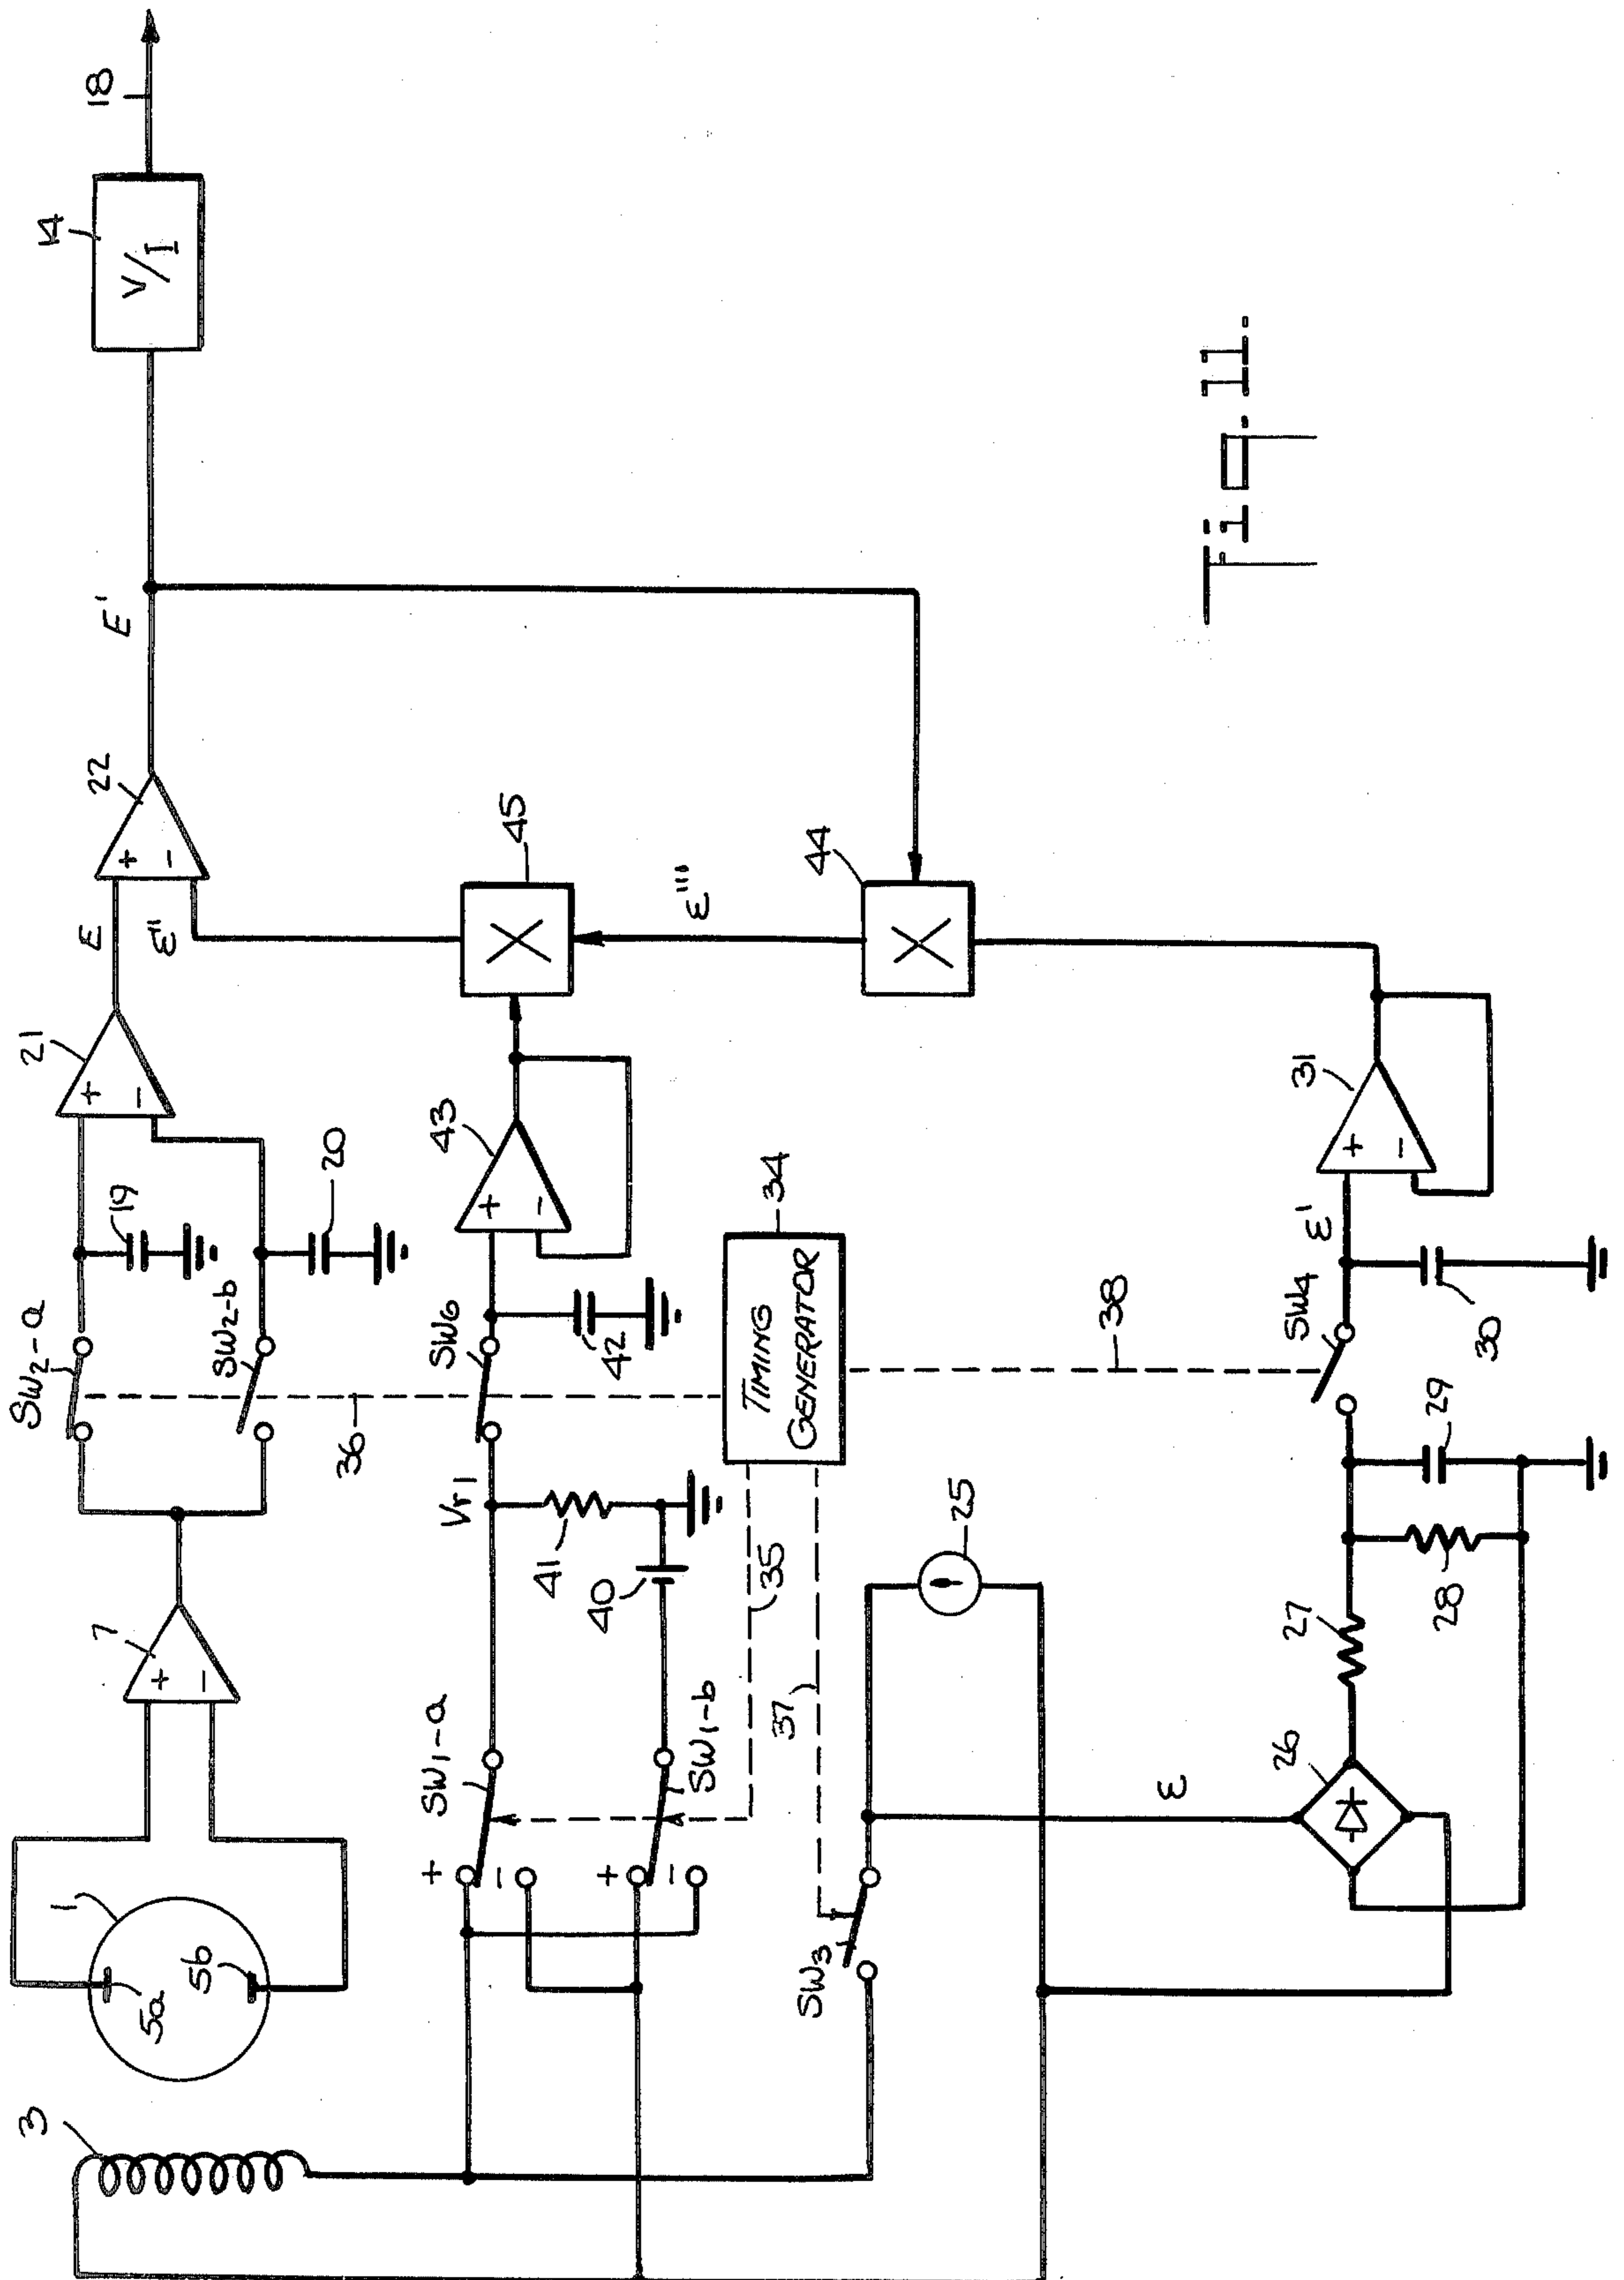 18
14
V/I
E'
22
+
−
E
ε"
45
X
ε'''
44
X
21
+
−
19
20
SW2-a
SW2-b
36
7
+
−
1
5a
5b
3
43
+
−
SW6
42
Vr1
41
40
SW1-a
SW1-b
+
−
+
−
35
37
34
TIMING
GENERATOR
38
SW3
25
ε
26
27
28
29
SW4
30
ε'
31
+
−
Fig. 11.